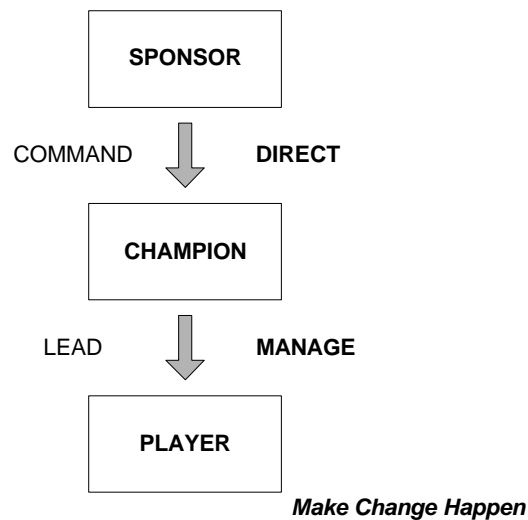 SPONSOR
COMMAND DIRECT
CHAMPION
LEAD MANAGE
PLAYER
Make Change Happen